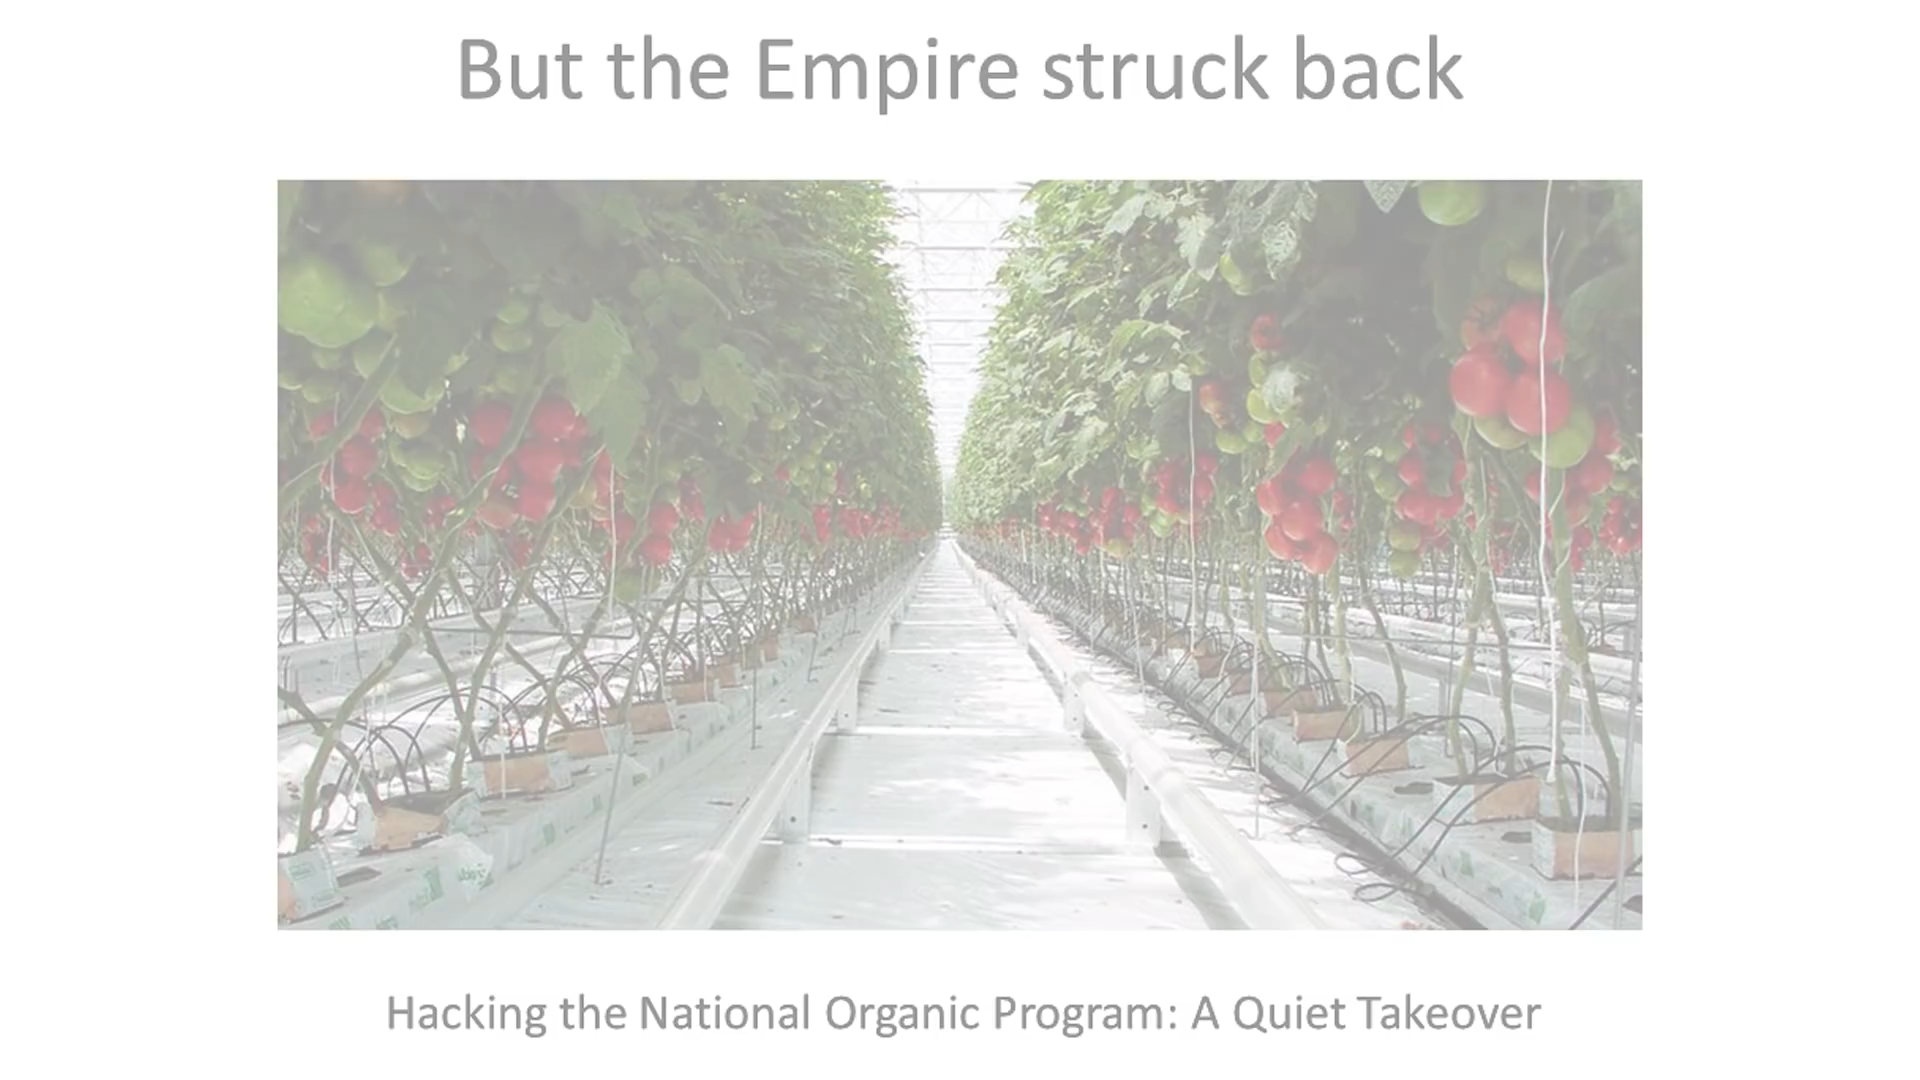 But the Empire struck back
Hacking the National Organic Program: A Quiet Takeover